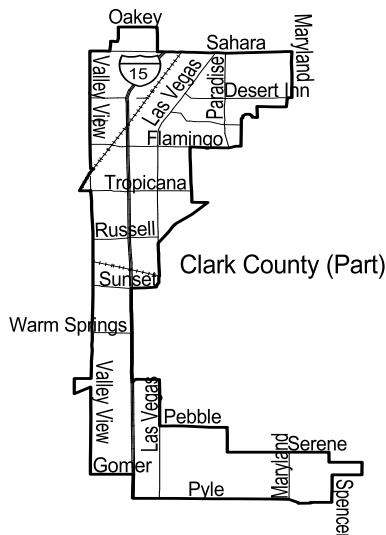 Oakey
Sahara
Maryland
15
Valley View
Las Vegas
Paradise
Desert Inn
Flamingo
Tropicana
Russell
Clark County (Part)
Sunset
Warm Springs
Valley View
Las Vegas
Pebble
Maryland
Serene
Gomer
Pyle
Spencer